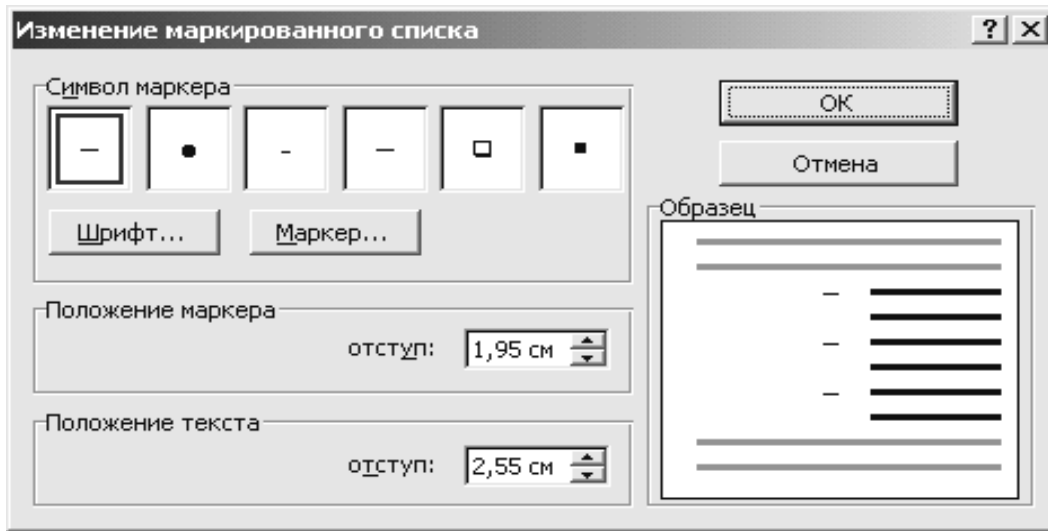 Изменение маркированного списка
Символ маркера
Шрифт...
Маркер...
Положение маркера
отступ:
1,95 см
Положение текста
отступ:
2,55 см
OK
Отмена
Образец